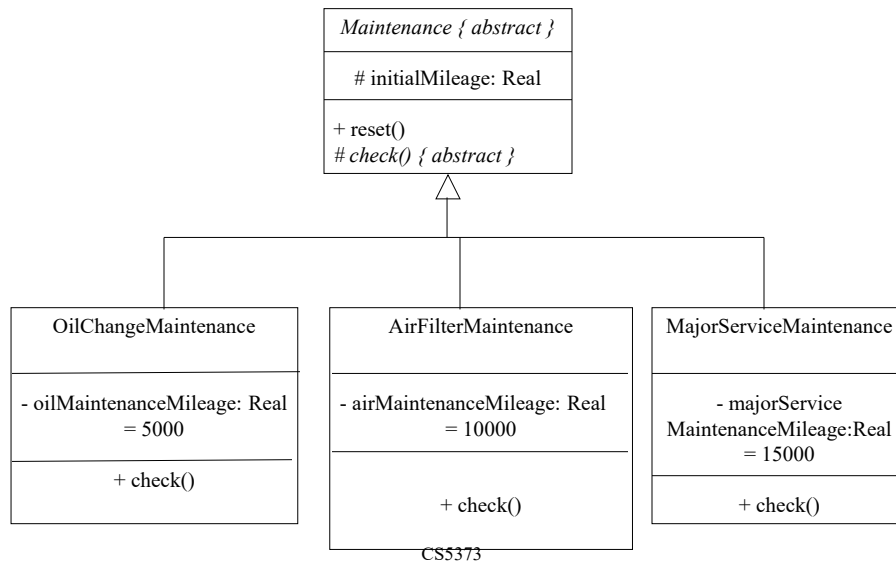 Maintenance { abstract }
# initialMileage: Real
+ reset()
# check() { abstract }
OilChangeMaintenance
- oilMaintenanceMileage: Real
= 5000
+ check()
AirFilterMaintenance
- airMaintenanceMileage: Real
= 10000
+ check()
MajorServiceMaintenance
- majorService
MaintenanceMileage:Real
= 15000
+ check()
CS5373